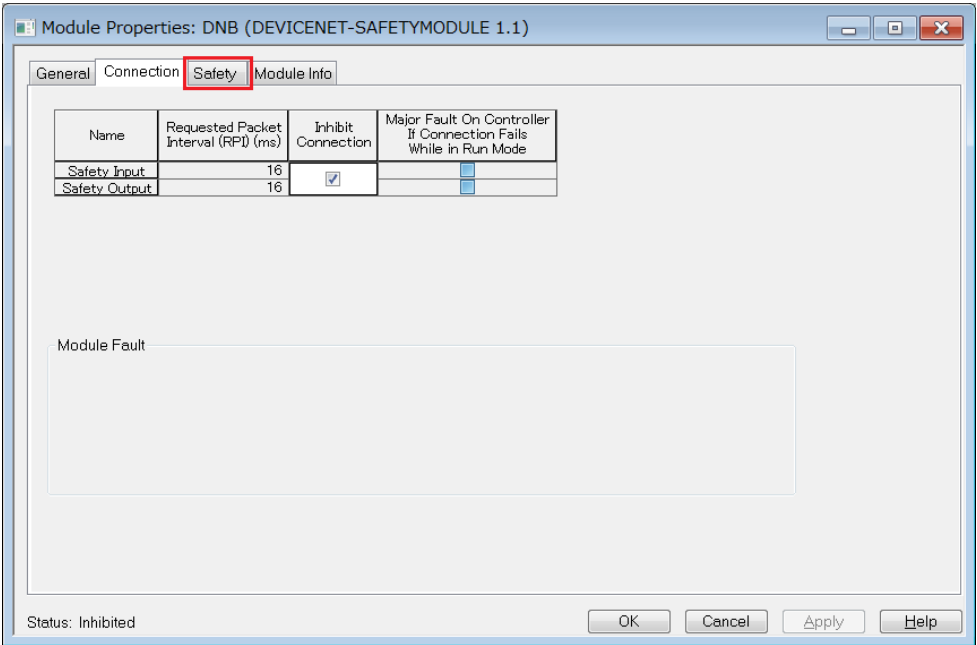 Module Properties: DNB (DEVICENET-SAFETYMODULE 1.1)
General Connection Safety Module Info
Name
Requested Packet
Interval (RPI) (ms)
Inhibit
Connection
Major Fault On Controller
If Connection Fails
While in Run Mode
Safety Input 16
Safety Output 16
Module Fault
Status: Inhibited OK Cancel Apply Help